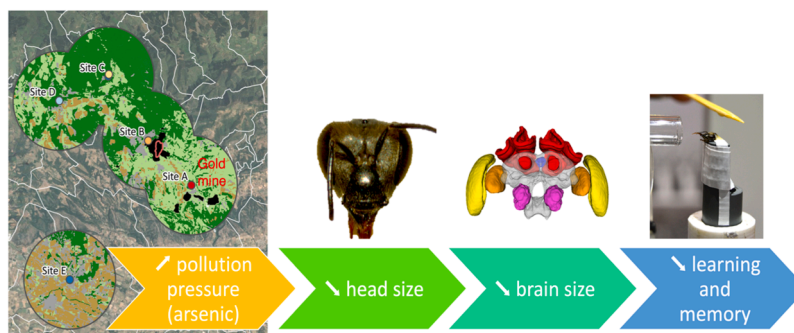 Site C
Site D
Site B
Gold
mine
Site A
Site E
↗ pollution
pressure
(arsenic)
↘ head size
↘ brain size
↘ learning
and
memory